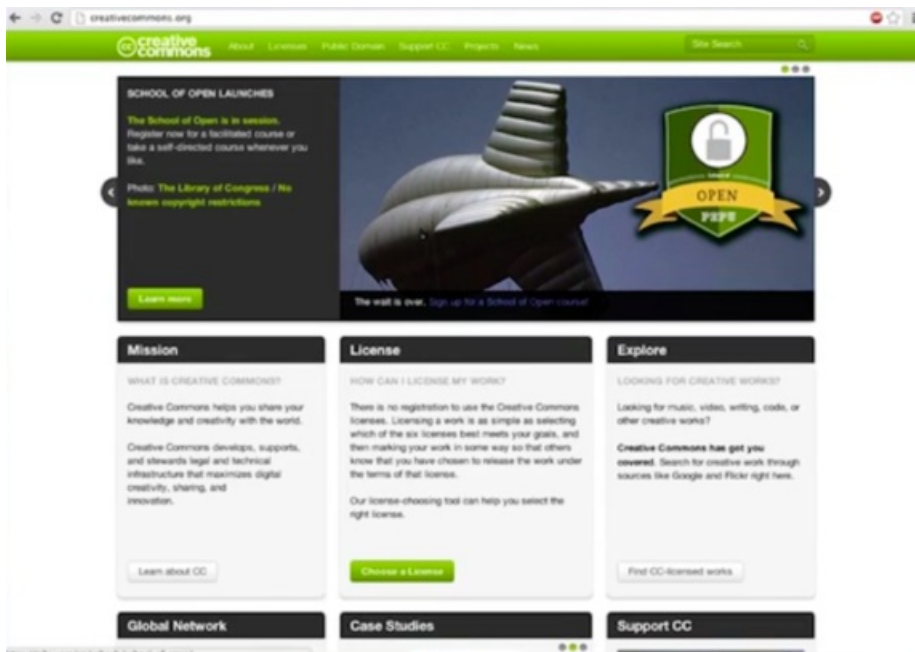 creativecommons.org
cc creative
commons
About Licenses Public Domain Support CC Projects News
Site Search
SCHOOL OF OPEN LAUNCHES
The School of Open is in session.
Register now for a facilitated course or
take a self-directed course whenever you
like.
Photo: The Library of Congress / No
known copyright restrictions
Learn more
OPEN
P2PU
The wait is over. Sign up for a School of Open course!
Mission
WHAT IS CREATIVE COMMONS?
Creative Commons helps you share your
knowledge and creativity with the world.
Creative Commons develops, supports,
and stewards legal and technical
infrastructure that maximizes digital
creativity, sharing, and
innovation.
Learn about CC
License
HOW CAN I LICENSE MY WORK?
There is no registration to use the Creative Commons
licenses. Licensing a work is as simple as selecting
which of the six licenses best meets your goals, and
then marking your work in some way so that others
know that you have chosen to release the work under
the terms of that license.
Our license-choosing tool can help you select the
right license.
Choose a License
Explore
LOOKING FOR CREATIVE WORKS?
Looking for music, video, writing, code, or
other creative works?
Creative Commons has got you
covered. Search for creative work through
sources like Google and Flickr right here.
Find CC-licensed works
Global Network
Case Studies
Support CC